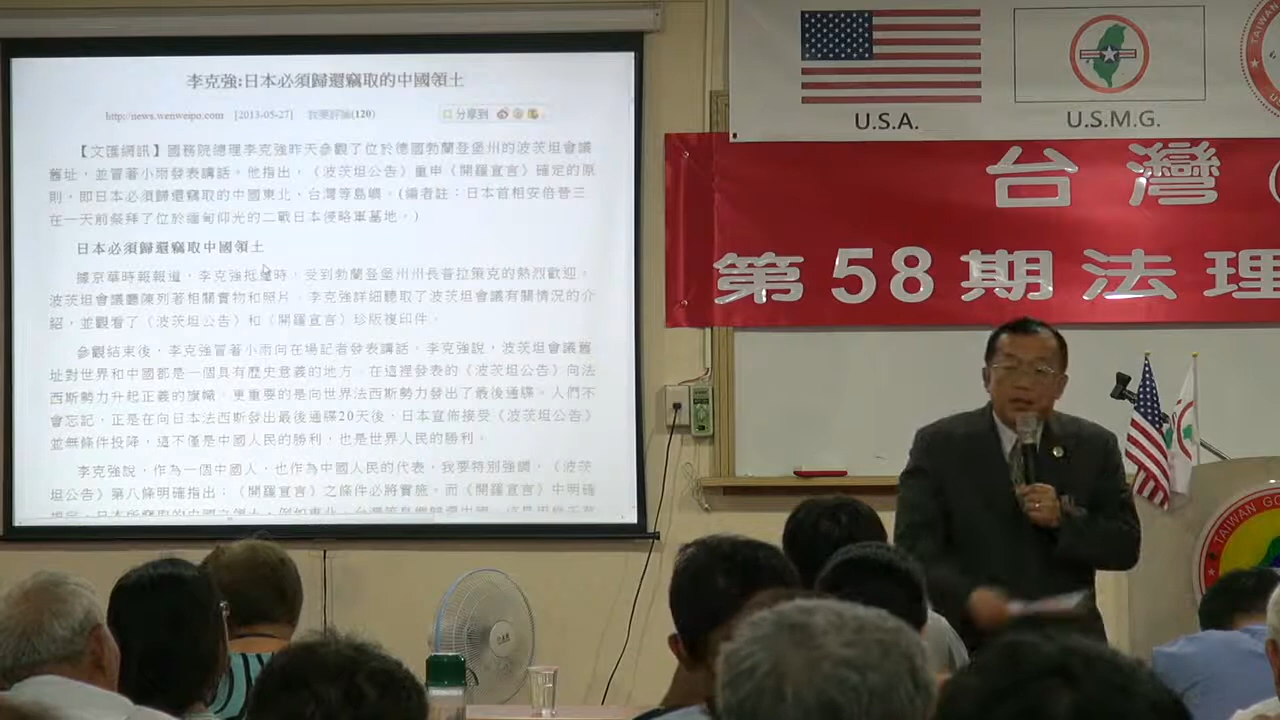 李克強:日本必須歸還竊取的中國領土
http://news.wenweipo.com [2013-05-27] 我要評論(120) 分享到
【文匯網訊】國務院總理李克強昨天參觀了位於德國勃蘭登堡州的波茨坦會議
舊址，並冒著小雨發表講話。他指出，《波茨坦公告》重申《開羅宣言》確定的原
則，即日本必須歸還竊取的中國東北、台灣等島嶼。(編者註：日本首相安倍晉三
在一天前祭拜了位於緬甸仰光的二戰日本侵略軍墓地。)
日本必須歸還竊取中國領土
據京華時報報道，李克強抵達時，受到勃蘭登堡州州長普拉策克的熱烈歡迎。
波茨坦會議廳陳列著相關實物和照片，李克強詳細聽取了波茨坦會議有關情況的介
紹，並觀看了《波茨坦公告》和《開羅宣言》珍版複印件。
參觀結束後，李克強冒著小雨向在場記者發表講話。李克強說，波茨坦會議舊
址對世界和中國都是一個具有歷史意義的地方。在這裡發表的《波茨坦公告》向法
西斯勢力升起正義的旗幟，更重要的是向世界法西斯勢力發出了最後通牒。人們不
會忘記，正是在向日本法西斯發出最後通牒20天後，日本宣佈接受《波茨坦公告》
並無條件投降，這不僅是中國人民的勝利，也是世界人民的勝利。
李克強說，作為一個中國人，也作為中國人民的代表，我要特別強調，《波茨
坦公告》第八條明確指出：《開羅宣言》之條件必將實施。而《開羅宣言》中明確
U.S.A.
U.S.M.G.
台灣
第58期法理
TAIWAN GO